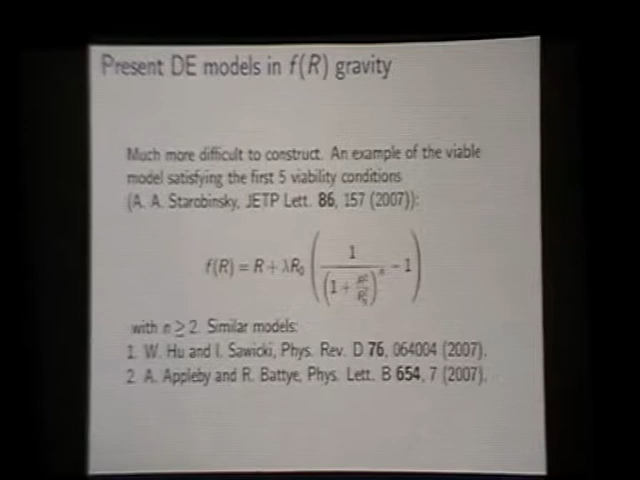 Present DE models in f(R) gravity
Much more difficult to construct. An example of the viable
model satisfying the first 5 viability conditions
(A. A. Starobinsky, JETP Lett. 86, 157 (2007)):
f(R) = R + λR₀ ( 1 / (1 + R²/R₀²)ⁿ − 1 )
with n ≥ 2. Similar models:
1. W. Hu and I. Sawicki, Phys. Rev. D 76, 064004 (2007).
2. A. Appleby and R. Battye, Phys. Lett. B 654, 7 (2007).